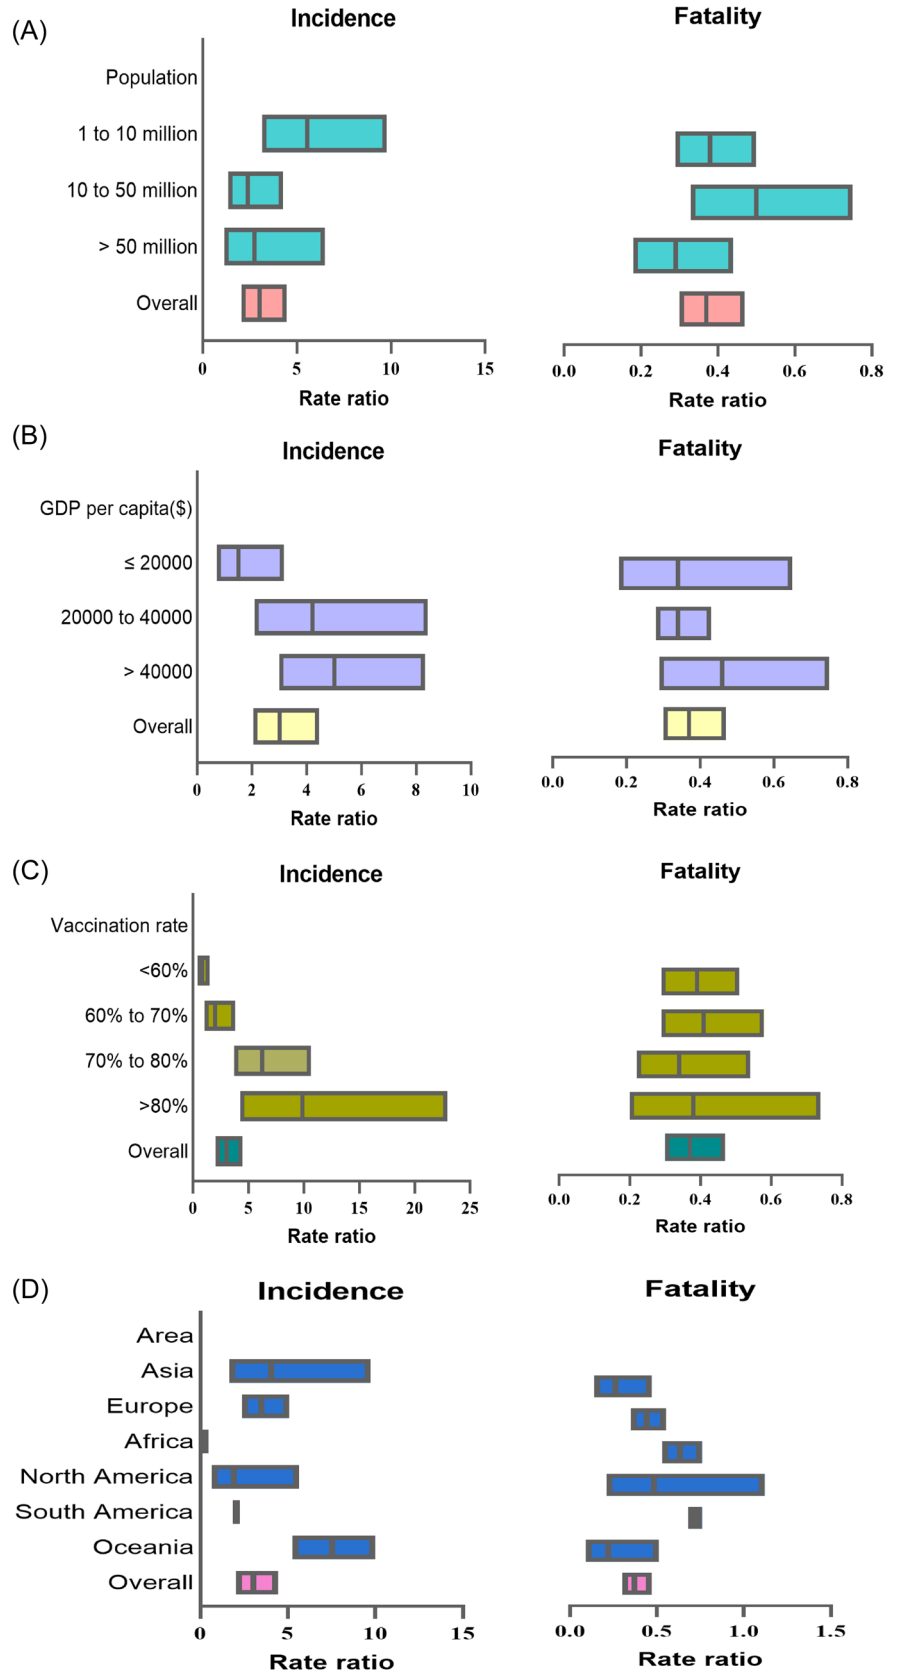 (A)
Incidence
Fatality
Population
1 to 10 million
10 to 50 million
> 50 million
Overall
0 5 10 15
0.0 0.2 0.4 0.6 0.8
Rate ratio
Rate ratio
(B)
Incidence
Fatality
GDP per capita($)
≤ 20000
20000 to 40000
> 40000
Overall
0 2 4 6 8 10
0.0 0.2 0.4 0.6 0.8
Rate ratio
Rate ratio
(C)
Incidence
Fatality
Vaccination rate
<60%
60% to 70%
70% to 80%
>80%
Overall
0 5 10 15 20 25
0.0 0.2 0.4 0.6 0.8
Rate ratio
Rate ratio
(D)
Incidence
Fatality
Area
Asia
Europe
Africa
North America
South America
Oceania
Overall
0 5 10 15
0.0 0.5 1.0 1.5
Rate ratio
Rate ratio